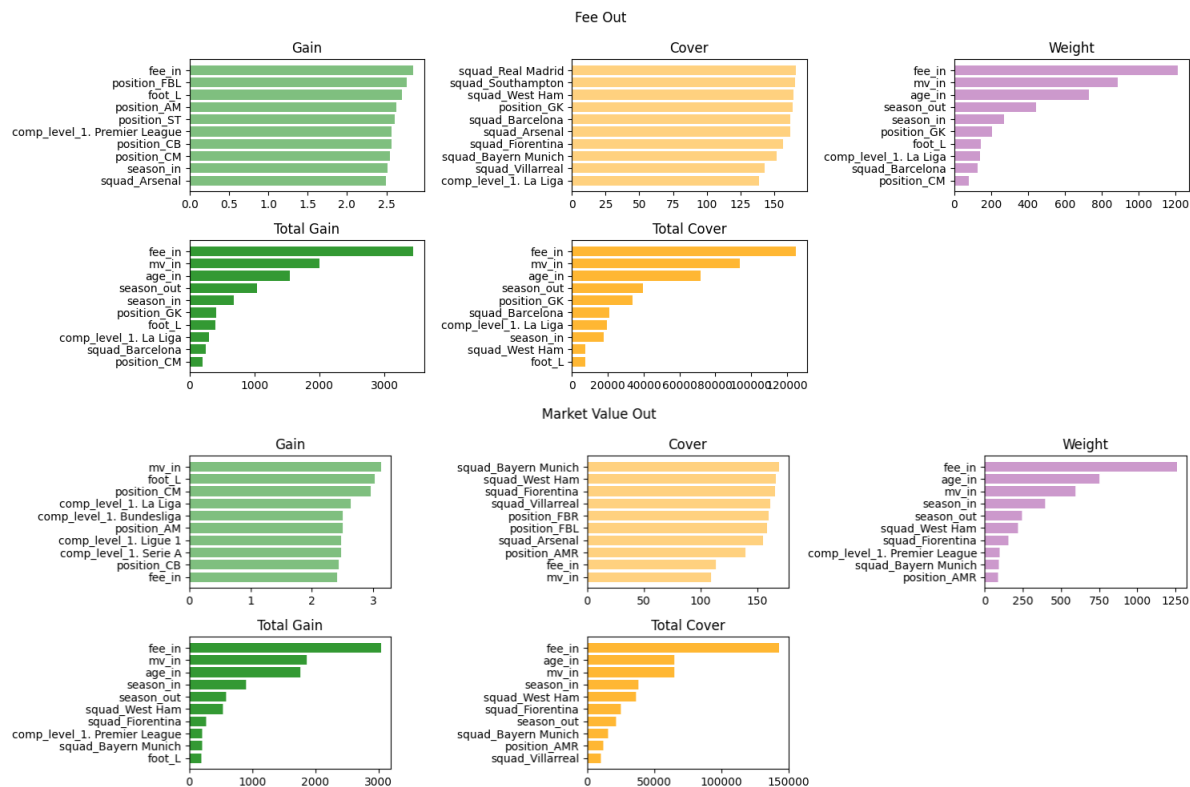 Fee Out
Gain
fee_in
position_FBL
foot_L
position_AM
position_ST
comp_level_1. Premier League
position_CB
position_CM
season_in
squad_Arsenal
0.0 0.5 1.0 1.5 2.0 2.5
Cover
squad_Real Madrid
squad_Southampton
squad_West Ham
position_GK
squad_Barcelona
squad_Arsenal
squad_Fiorentina
squad_Bayern Munich
squad_Villarreal
comp_level_1. La Liga
0 25 50 75 100 125 150
Weight
fee_in
mv_in
age_in
season_out
season_in
position_GK
foot_L
comp_level_1. La Liga
squad_Barcelona
position_CM
0 200 400 600 800 1000 1200
Total Gain
fee_in
mv_in
age_in
season_out
season_in
position_GK
foot_L
comp_level_1. La Liga
squad_Barcelona
position_CM
0 1000 2000 3000
Total Cover
fee_in
mv_in
age_in
season_out
position_GK
squad_Barcelona
comp_level_1. La Liga
season_in
squad_West Ham
foot_L
0 20000 40000 60000 80000 100000 120000
Market Value Out
Gain
mv_in
foot_L
position_CM
comp_level_1. La Liga
comp_level_1. Bundesliga
position_AM
comp_level_1. Ligue 1
comp_level_1. Serie A
position_CB
fee_in
0 1 2 3
Cover
squad_Bayern Munich
squad_West Ham
squad_Fiorentina
squad_Villarreal
position_FBR
position_FBL
squad_Arsenal
position_AMR
fee_in
mv_in
0 50 100 150
Weight
fee_in
age_in
mv_in
season_in
season_out
squad_West Ham
squad_Fiorentina
comp_level_1. Premier League
squad_Bayern Munich
position_AMR
0 250 500 750 1000 1250
Total Gain
fee_in
mv_in
age_in
season_in
season_out
squad_West Ham
squad_Fiorentina
comp_level_1. Premier League
squad_Bayern Munich
foot_L
0 1000 2000 3000
Total Cover
fee_in
age_in
mv_in
season_in
squad_West Ham
squad_Fiorentina
season_out
squad_Bayern Munich
position_AMR
squad_Villarreal
0 50000 100000 150000